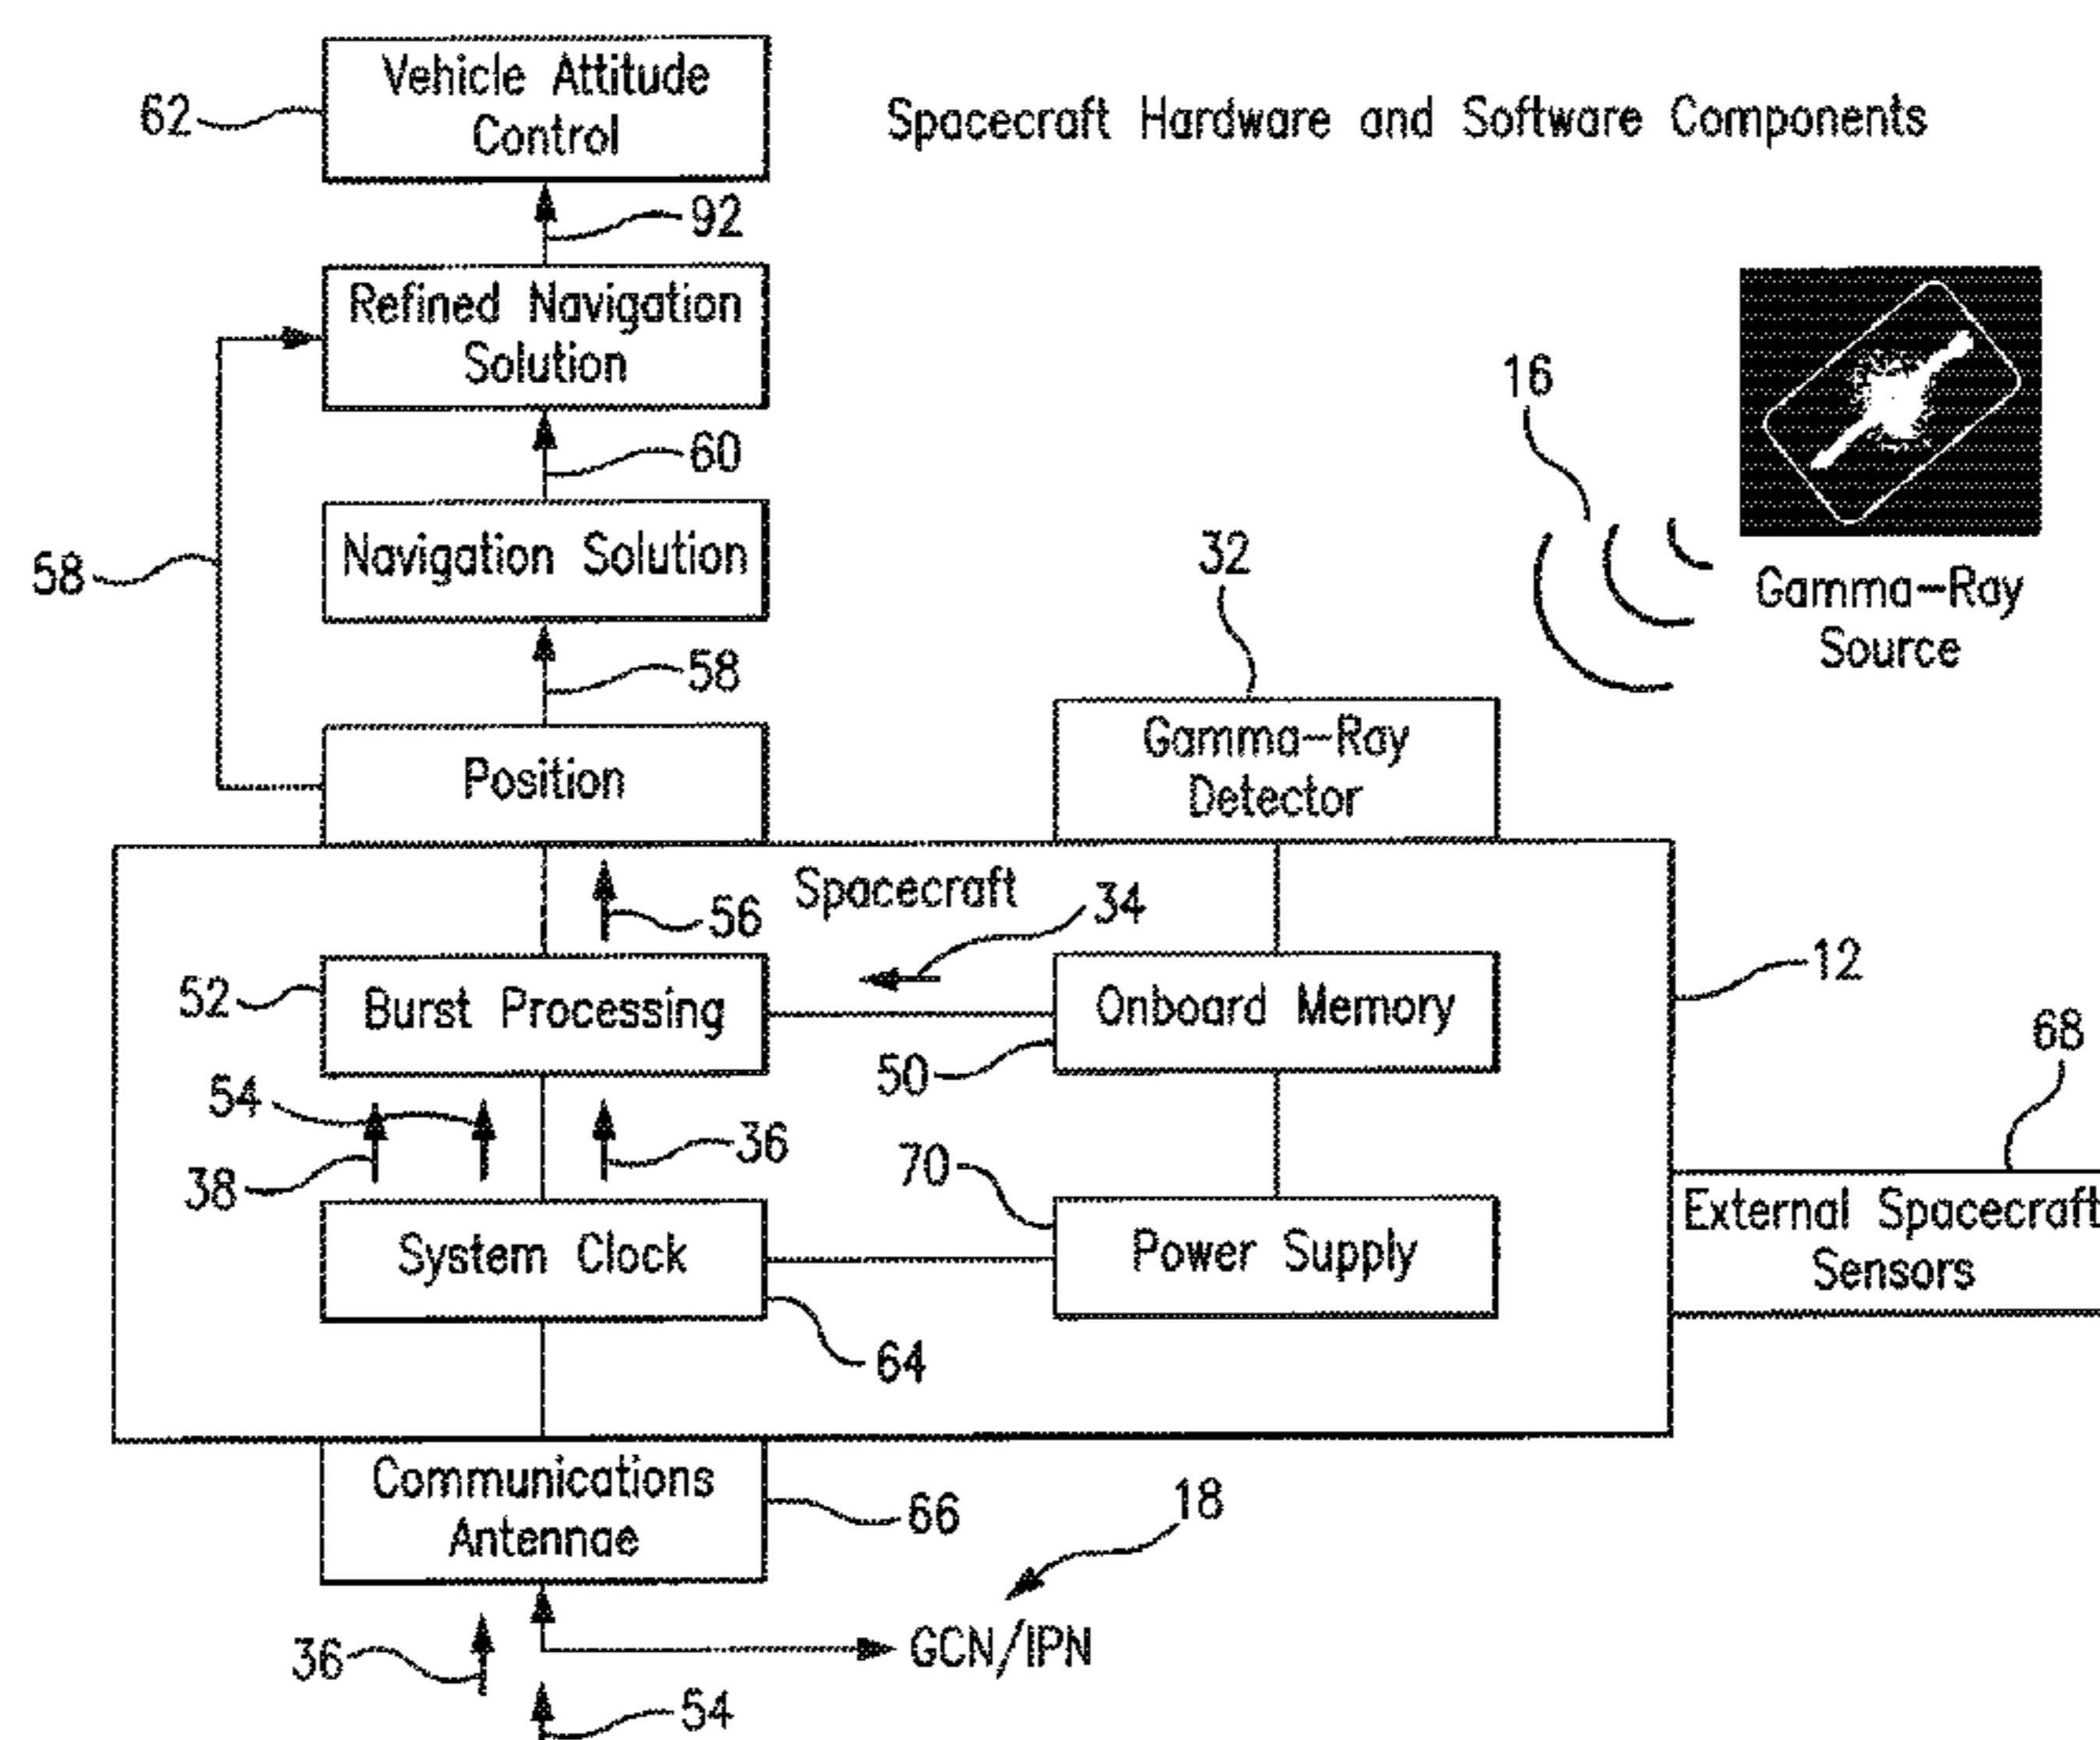 Vehicle Attitude
Control
62
Spacecraft Hardware and Software Components
92
Refined Navigation
Solution
16
60
Navigation Solution
58
32
Gamma-Ray
Source
58
Position
Gamma-Ray
Detector
Spacecraft
56
34
12
52
Burst Processing
Onboard Memory
50
68
54
38
36
70
System Clock
Power Supply
External Spacecraft
Sensors
64
Communications
Antennae
66
18
36
GCN/IPN
54